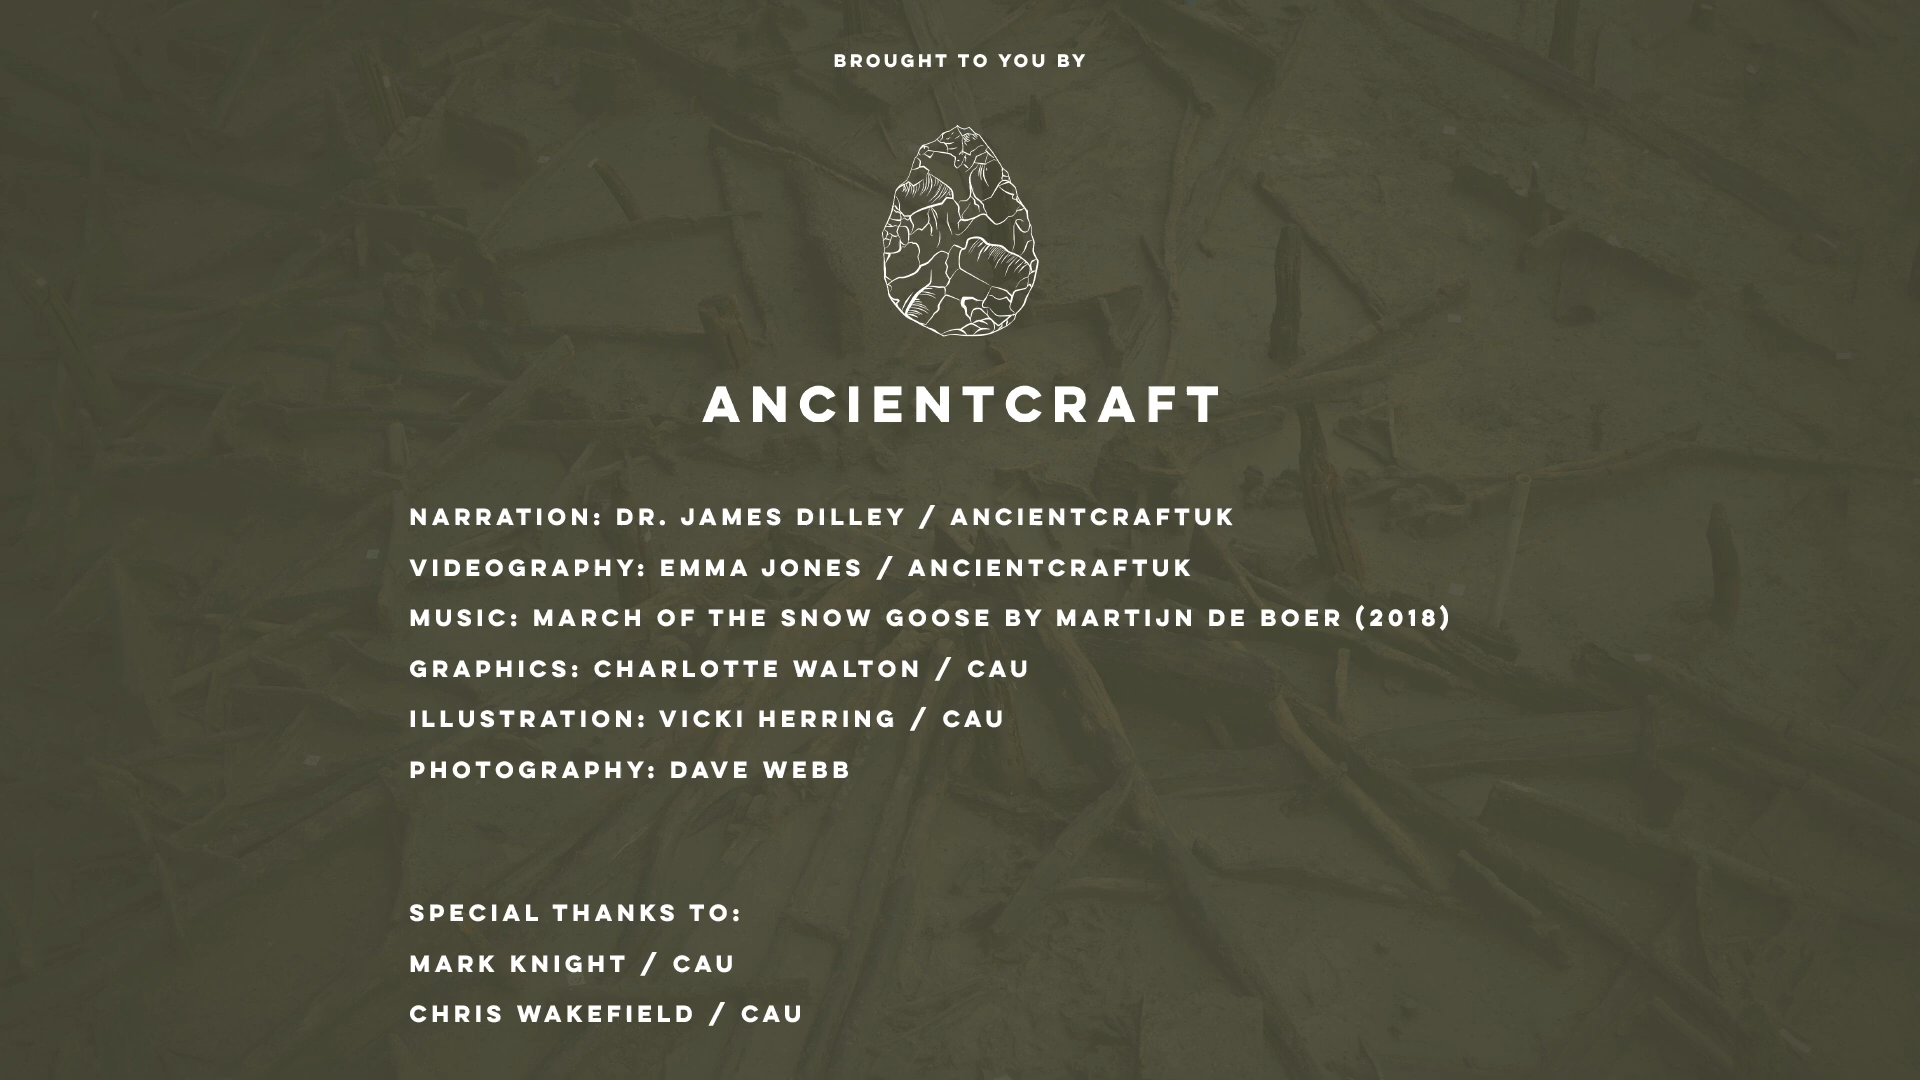 BROUGHT TO YOU BY
ANCIENTCRAFT
NARRATION: DR. JAMES DILLEY / ANCIENTCRAFTUK
VIDEOGRAPHY: EMMA JONES / ANCIENTCRAFTUK
MUSIC: MARCH OF THE SNOW GOOSE BY MARTIJN DE BOER (2018)
GRAPHICS: CHARLOTTE WALTON / CAU
ILLUSTRATION: VICKI HERRING / CAU
PHOTOGRAPHY: DAVE WEBB
SPECIAL THANKS TO:
MARK KNIGHT / CAU
CHRIS WAKEFIELD / CAU